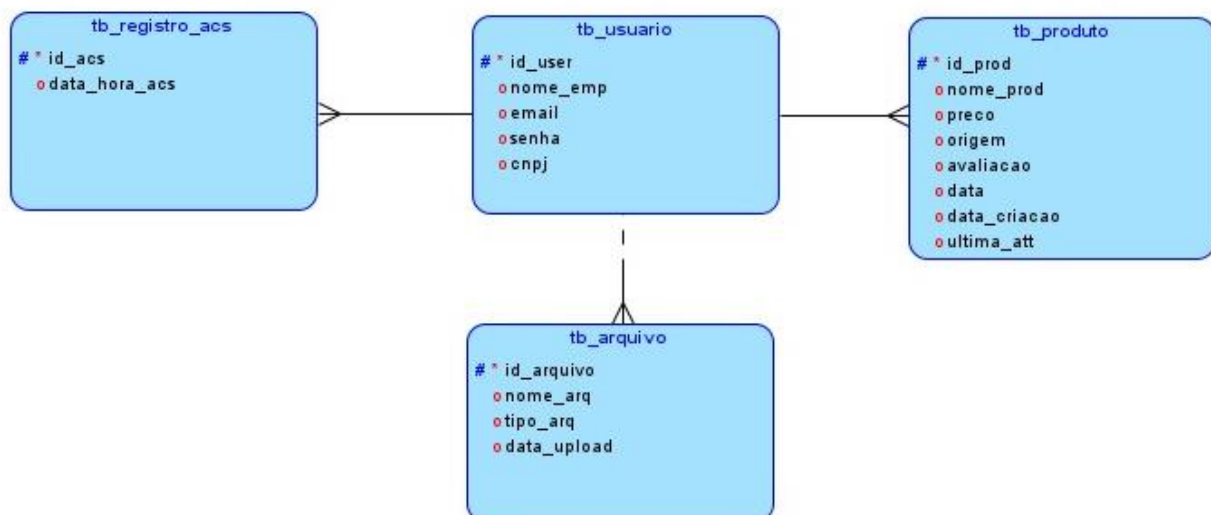 tb_registro_acs
# * id_acs
o data_hora_acs
tb_usuario
# * id_user
o nome_emp
o email
o senha
o cnpj
tb_produto
# * id_prod
o nome_prod
o preco
o origem
o avaliacao
o data
o data_criacao
o ultima_att
tb_arquivo
# * id_arquivo
o nome_arq
o tipo_arq
o data_upload